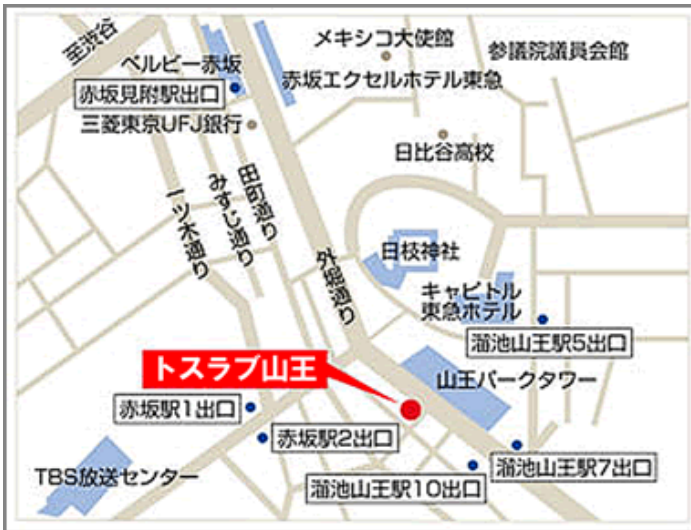 至渋谷
ベルビー赤坂
赤坂見附駅出口
三菱東京UFJ銀行
メキシコ大使館
赤坂エクセルホテル東急
参議院議員会館
日比谷高校
田町通り
みすじ通り
一ツ木通り
外堀通り
日枝神社
キャピトル
東急ホテル
溜池山王駅5出口
トスラブ山王
山王パークタワー
赤坂駅1出口
赤坂駅2出口
TBS放送センター
溜池山王駅10出口
溜池山王駅7出口